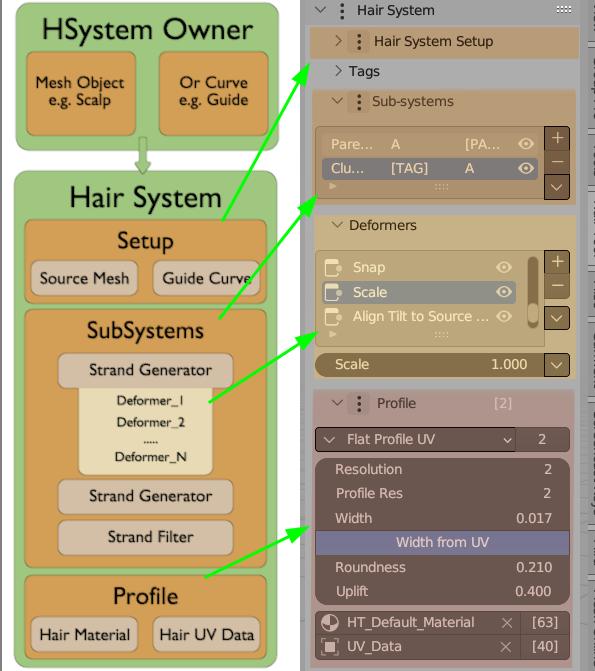 HSystem Owner
Mesh Object
e.g. Scalp
Or Curve
e.g. Guide
Hair System
Setup
Source Mesh
Guide Curve
SubSystems
Strand Generator
Deformer_1
Deformer_2
.....
Deformer_N
Strand Generator
Strand Filter
Profile
Hair Material
Hair UV Data
Hair System
Hair System Setup
Tags
Sub-systems
Pare... A [PA...
Clu... [TAG] A
Deformers
Snap
Scale
Align Tilt to Source ...
Scale 1.000
Profile [2]
Flat Profile UV 2
Resolution 2
Profile Res 2
Width 0.017
Width from UV
Roundness 0.210
Uplift 0.400
HT_Default_Material [63]
UV_Data [40]